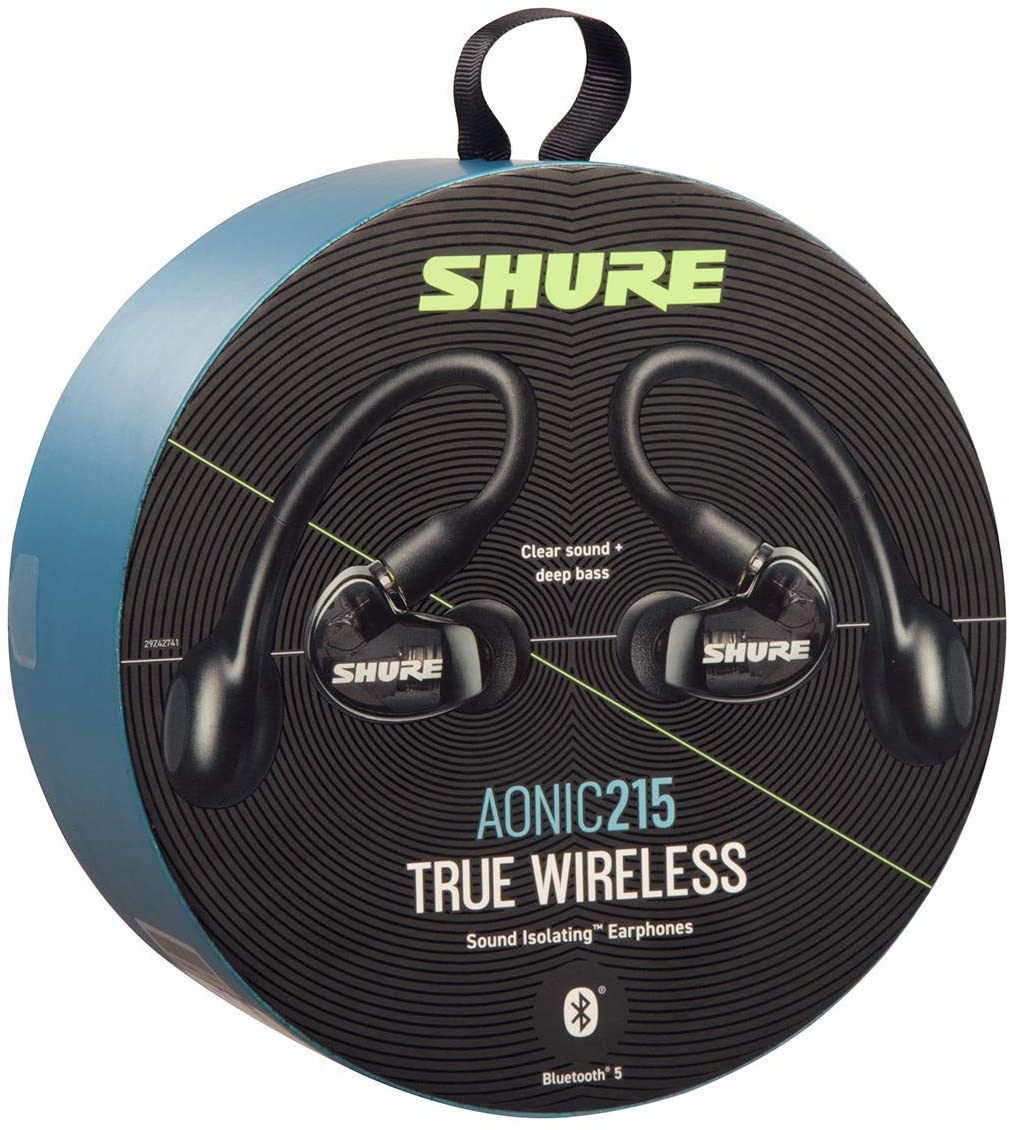 SHURE
Clear sound +
deep bass
29Z42741
SHURE
SHURE
AONIC215
TRUE WIRELESS
Sound Isolating™ Earphones
®
Bluetooth® 5